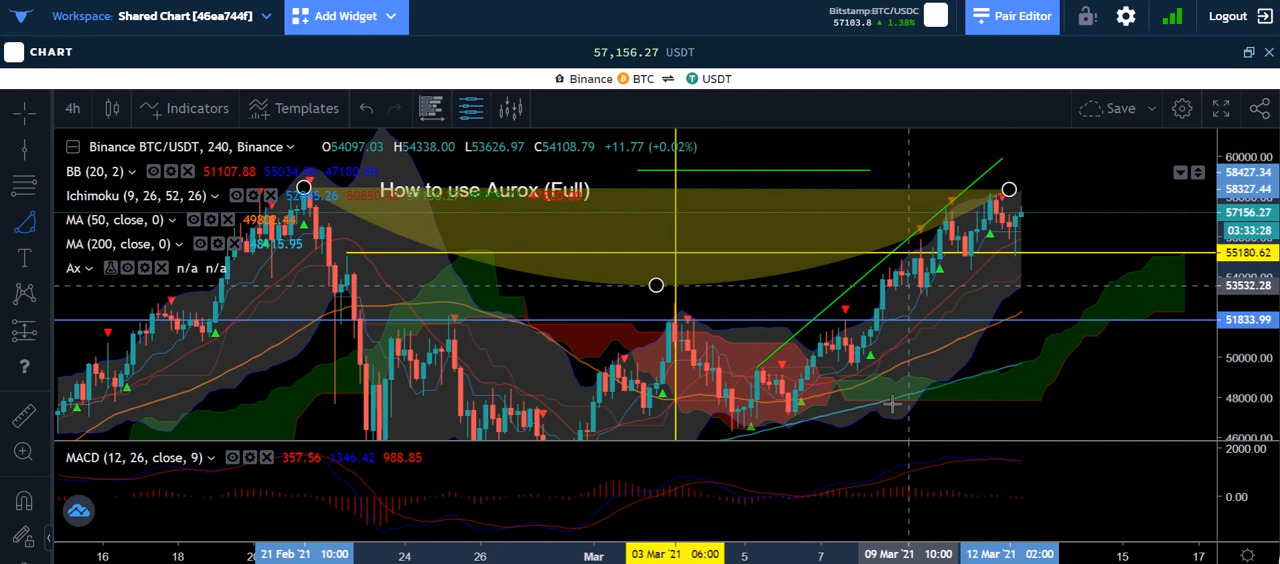 Workspace: Shared Chart [46ea744f]
Add Widget
Bitstamp:BTC/USDC
57103.8 ▲ 1.38%
Pair Editor
Logout
CHART
57,156.27 USDT
Binance BTC ⇌ USDT
4h
Indicators
Templates
Save
Binance BTC/USDT, 240, Binance
O54097.03 H54338.00 L53626.97 C54108.79 +11.77 (+0.02%)
BB (20, 2) 51107.88
Ichimoku (9, 26, 52, 26)
How to use Aurox (Full)
MA (50, close, 0)
MA (200, close, 0)
Ax n/a n/a
60000.00
58427.34
58327.44
57156.27
03:33:28
55180.62
53532.28
51833.99
50000.00
48000.00
46000.00
MACD (12, 26, close, 9) 357.56 1346.42 988.85
2000.00
0.00
16
18
21 Feb '21 10:00
24
26
Mar
03 Mar '21 06:00
5
7
09 Mar '21 10:00
12 Mar '21 02:00
15
17